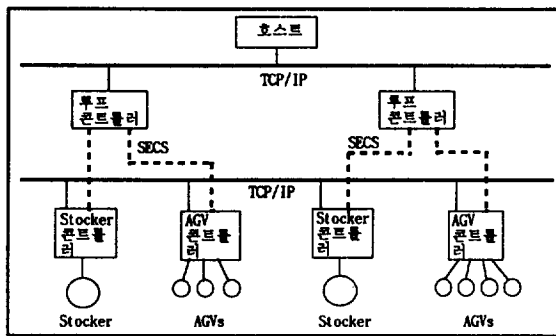 호스트
TCP/IP
루프
콘트롤러
루프
콘트롤러
SECS
SECS
TCP/IP
Stocker
콘트롤
러
AGV
콘트롤
러
Stocker
콘트롤
러
AGV
콘트롤
러
Stocker
AGVs
Stocker
AGVs